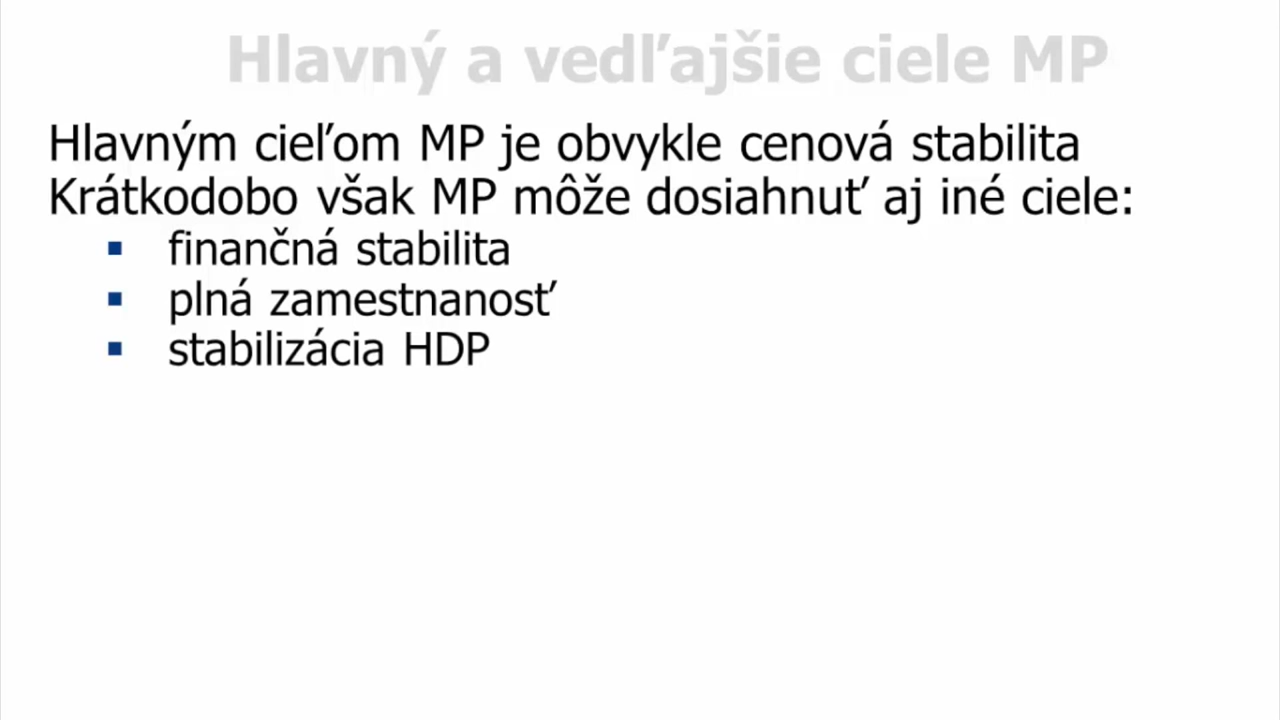 Hlavný a vedľajšie ciele MP
Hlavným cieľom MP je obvykle cenová stabilita
Krátkodobo však MP môže dosiahnuť aj iné ciele:
▪ finančná stabilita
▪ plná zamestnanosť
▪ stabilizácia HDP